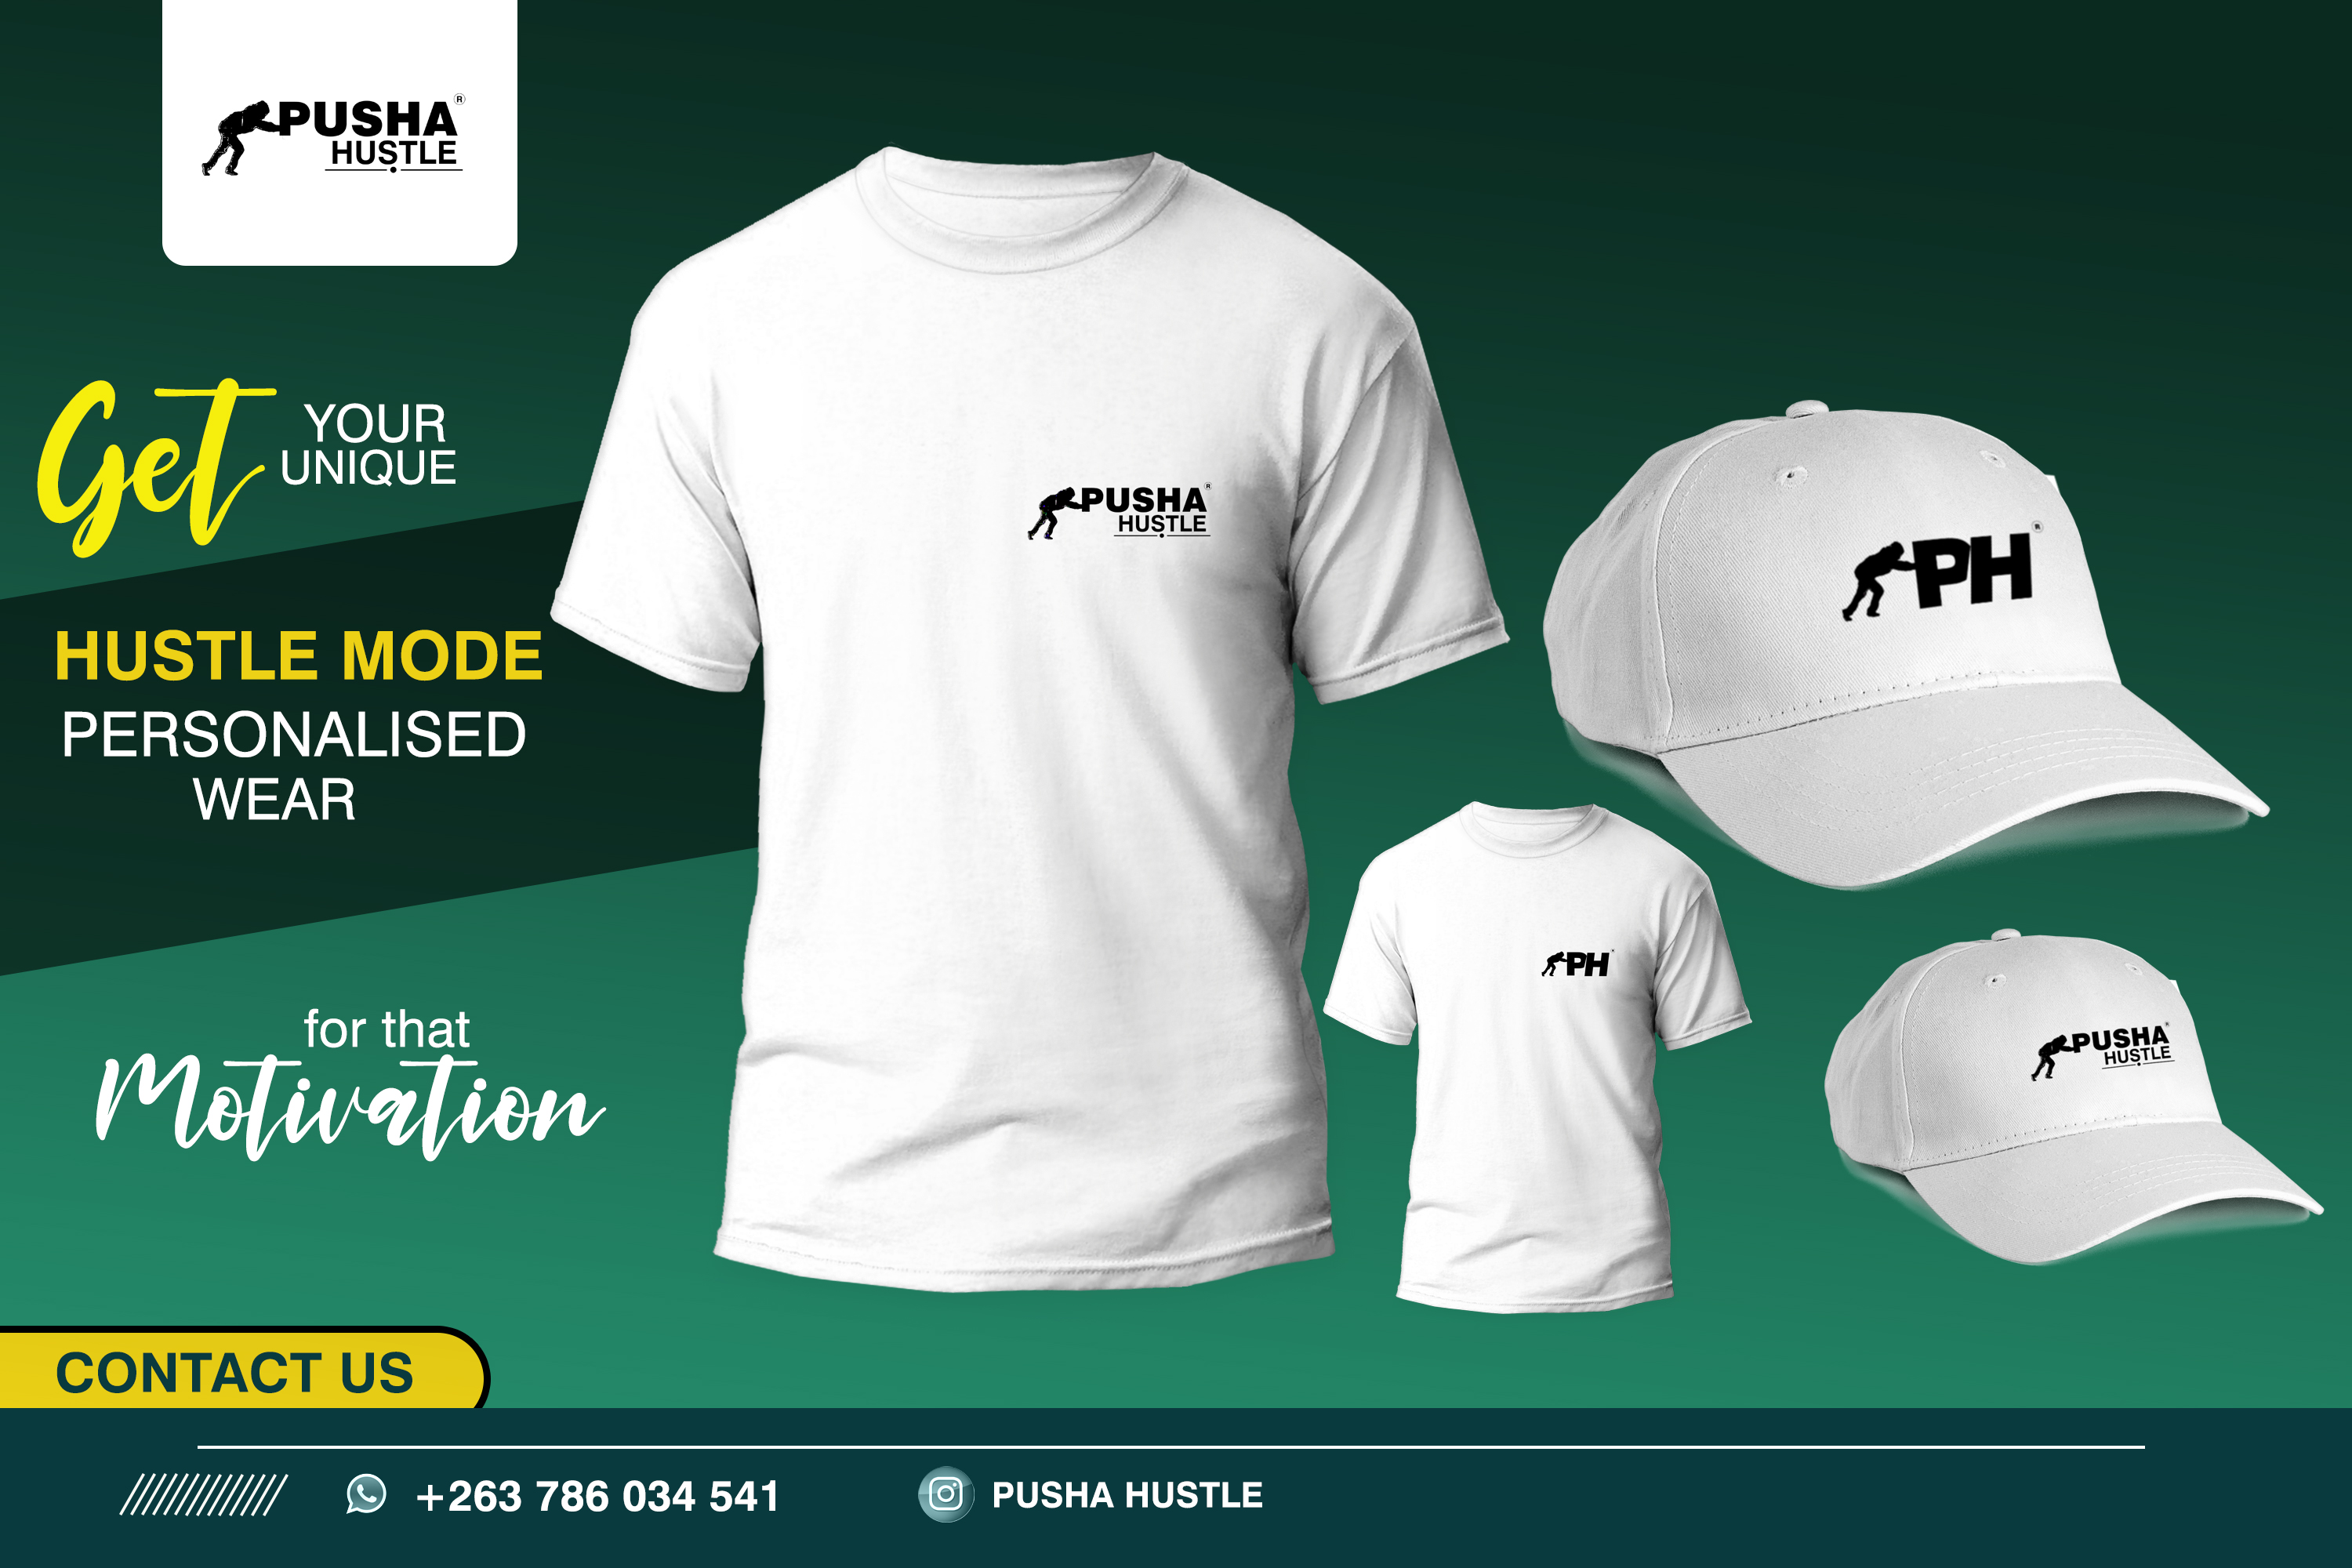 PUSHA®
HUSTLE
Get YOUR
UNIQUE
HUSTLE MODE
PERSONALISED
WEAR
for that
Motivation
PUSHA®
HUSTLE
PH®
PH
PUSHA
HUSTLE
CONTACT US
+263 786 034 541
PUSHA HUSTLE